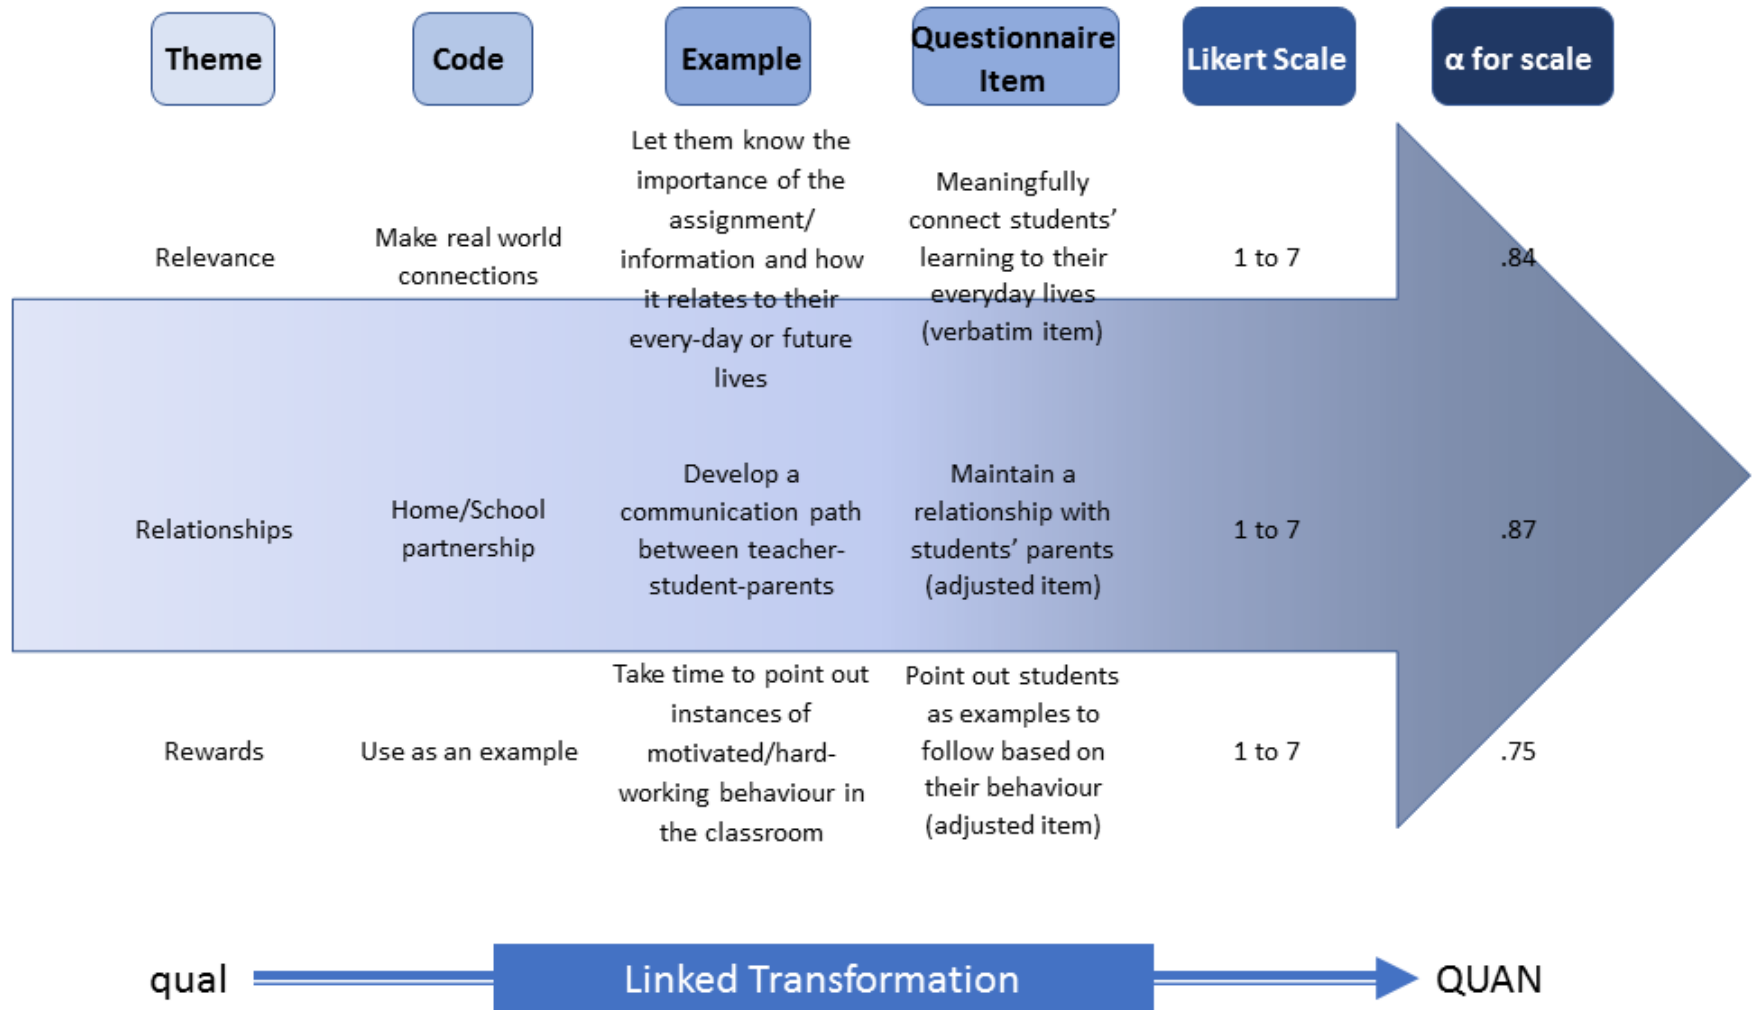 Theme
Code
Example
Questionnaire
Item
Likert Scale
α for scale
Relevance
Make real world
connections
Let them know the
importance of the
assignment/
information and how
it relates to their
every-day or future
lives
Meaningfully
connect students’
learning to their
everyday lives
(verbatim item)
1 to 7
.84
Relationships
Home/School
partnership
Develop a
communication path
between teacher-
student-parents
Maintain a
relationship with
students’ parents
(adjusted item)
1 to 7
.87
Rewards
Use as an example
Take time to point out
instances of
motivated/hard-
working behaviour in
the classroom
Point out students
as examples to
follow based on
their behaviour
(adjusted item)
1 to 7
.75
qual
Linked Transformation
QUAN